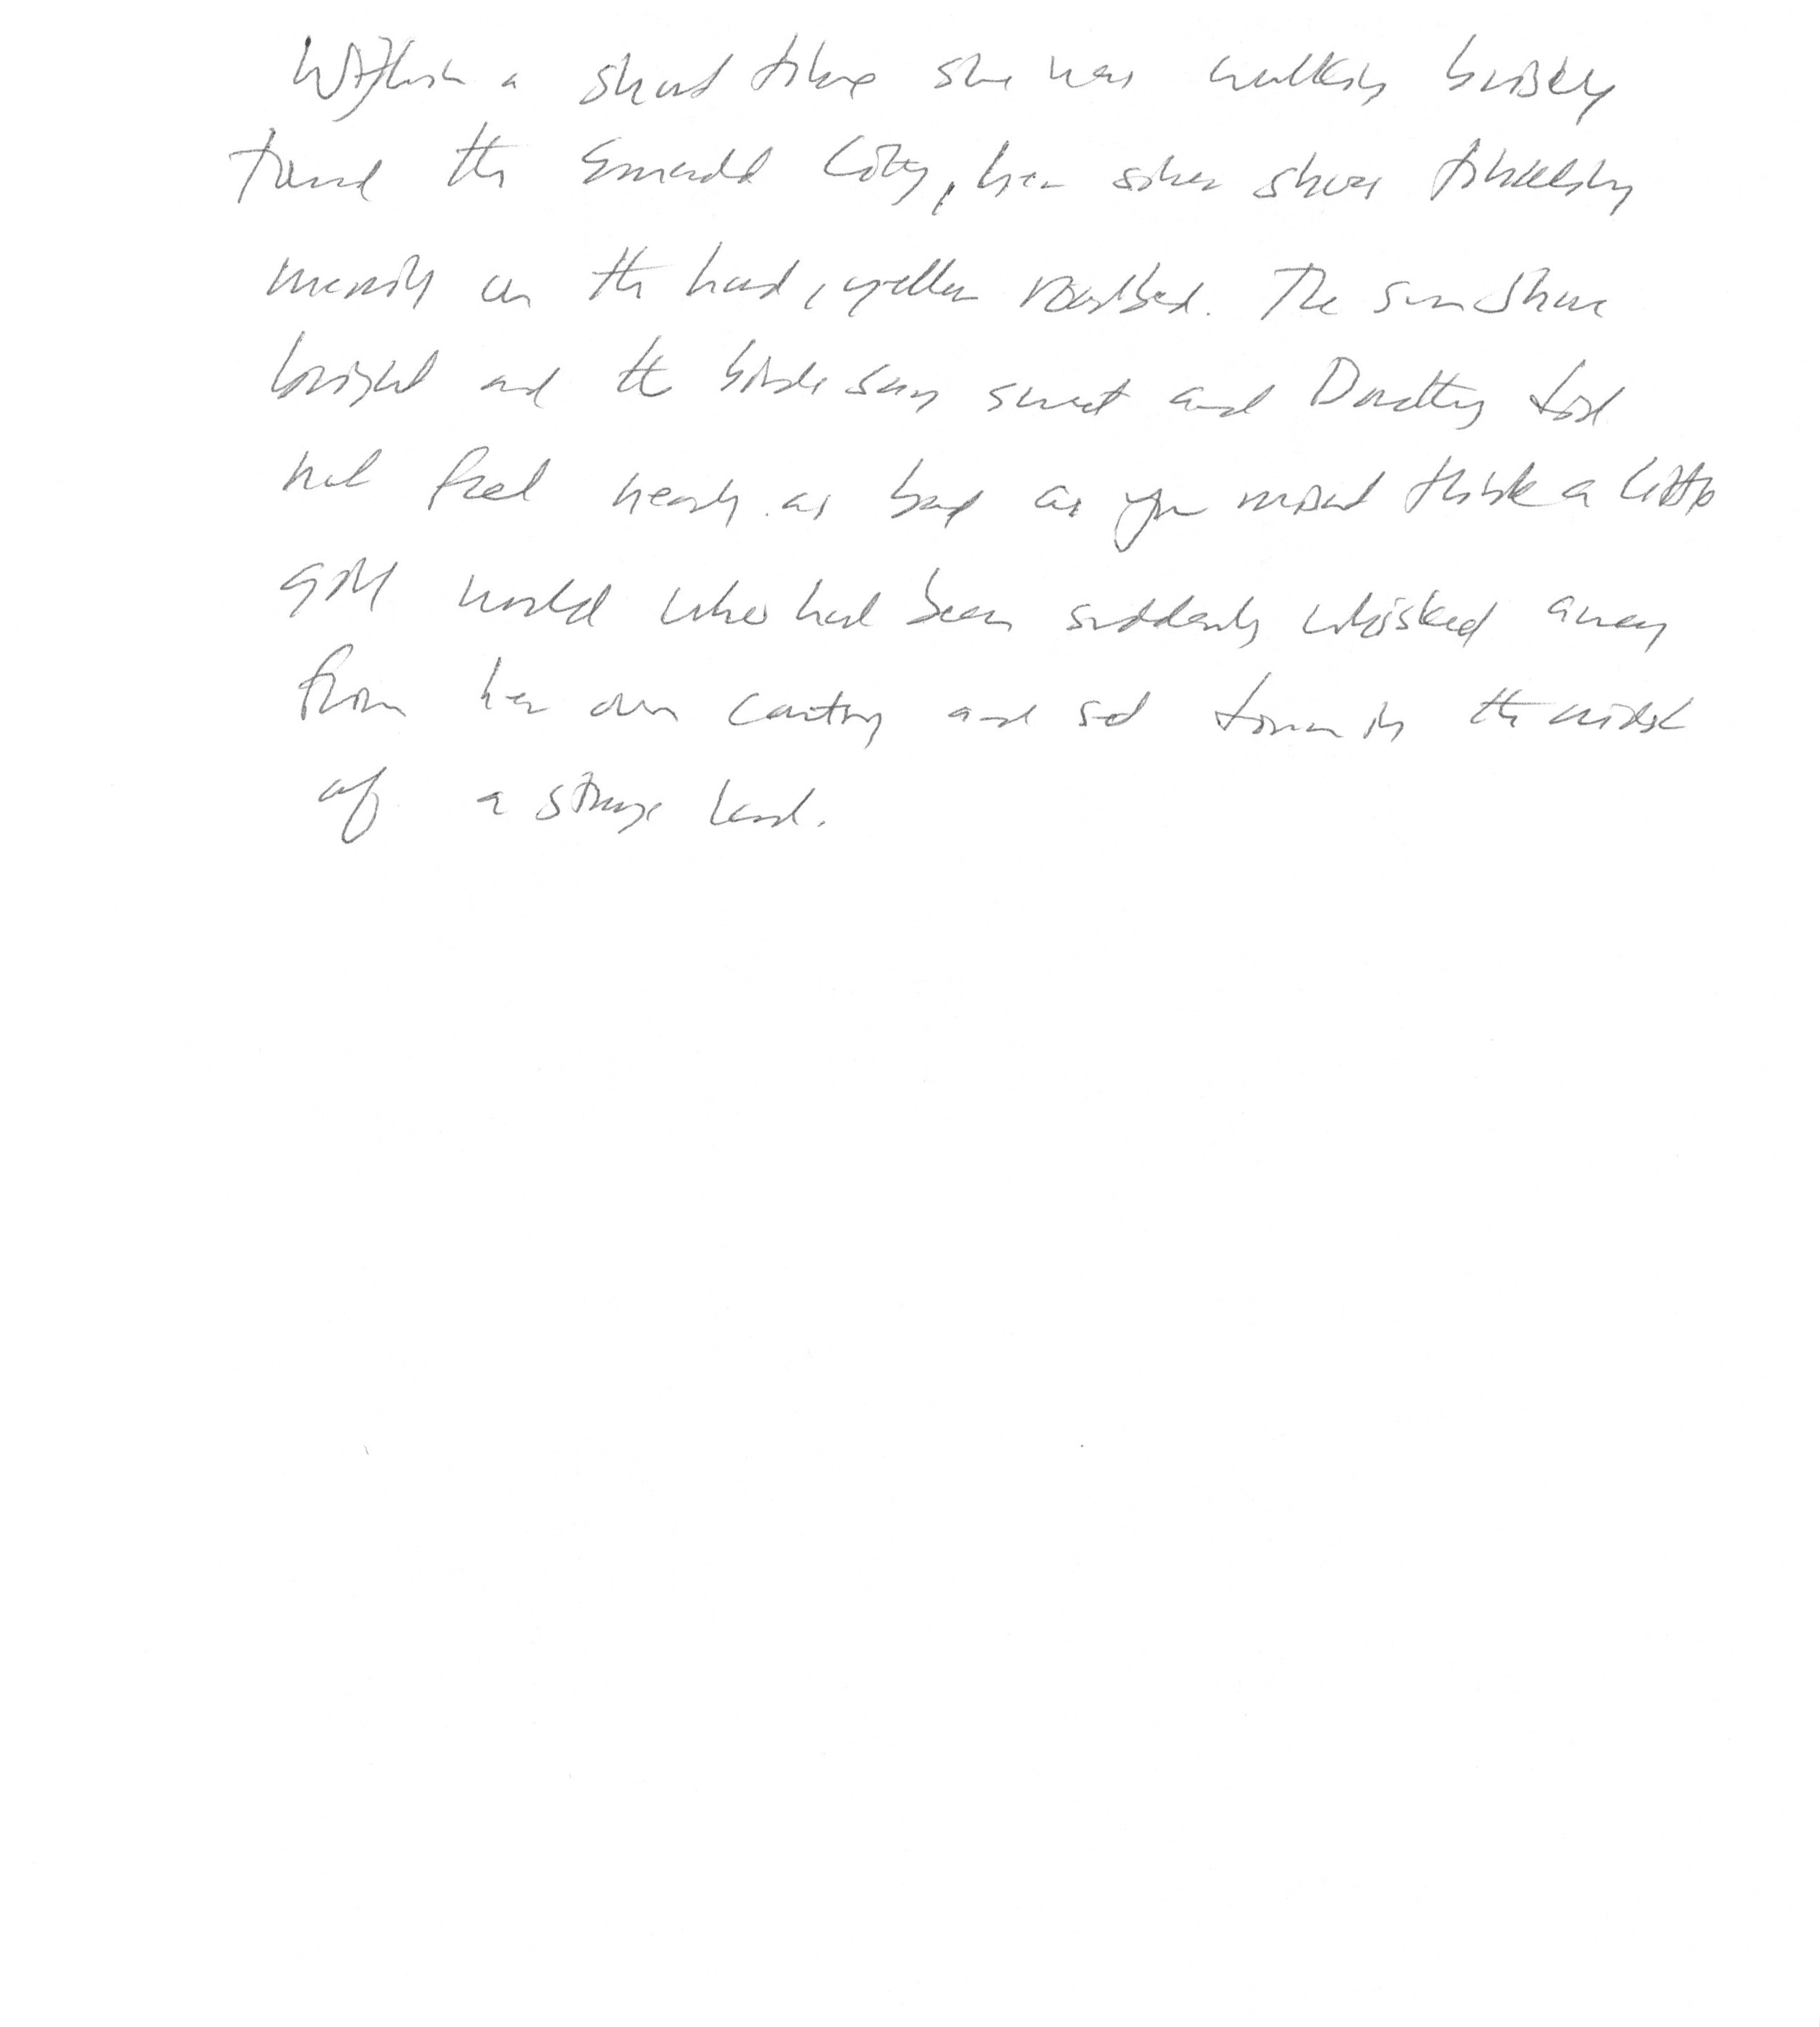 Within a short time she was walking briskly
toward the Emerald City, her silver shoes tinkling
merrily on the hard, yellow roadbed. The sun shone
bright and the birds sang sweet and Dorothy did
not feel nearly as bad as you might think a little
girl would who had been suddenly whisked away
from her own country and set down in the midst
of a strange land.